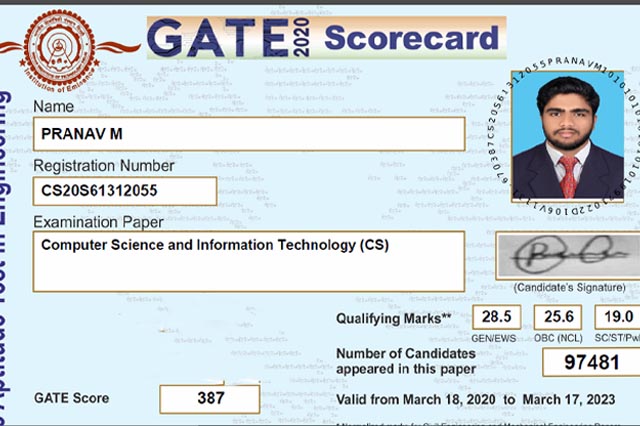 GATE 2020 Scorecard
Institution of Eminence
Name
PRANAV M
Registration Number
CS20S61312055
Examination Paper
Computer Science and Information Technology (CS)
(Candidate's Signature)
Qualifying Marks** 28.5 25.6 19.0
GEN/EWS OBC (NCL) SC/ST/Pw
Number of Candidates
appeared in this paper 97481
GATE Score 387
Valid from March 18, 2020 to March 17, 2023
in Engineering